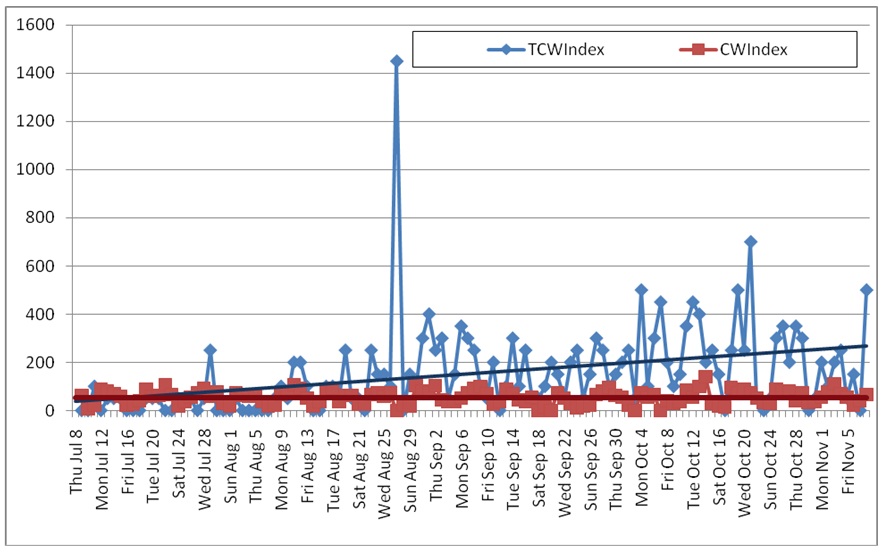 1600
TCWIndex CWIndex
1400
1200
1000
800
600
400
200
0
Thu Jul 8
Mon Jul 12
Fri Jul 16
Tue Jul 20
Sat Jul 24
Wed Jul 28
Sun Aug 1
Thu Aug 5
Mon Aug 9
Fri Aug 13
Tue Aug 17
Sat Aug 21
Wed Aug 25
Sun Aug 29
Thu Sep 2
Mon Sep 6
Fri Sep 10
Tue Sep 14
Sat Sep 18
Wed Sep 22
Sun Sep 26
Thu Sep 30
Mon Oct 4
Fri Oct 8
Tue Oct 12
Sat Oct 16
Wed Oct 20
Sun Oct 24
Thu Oct 28
Mon Nov 1
Fri Nov 5